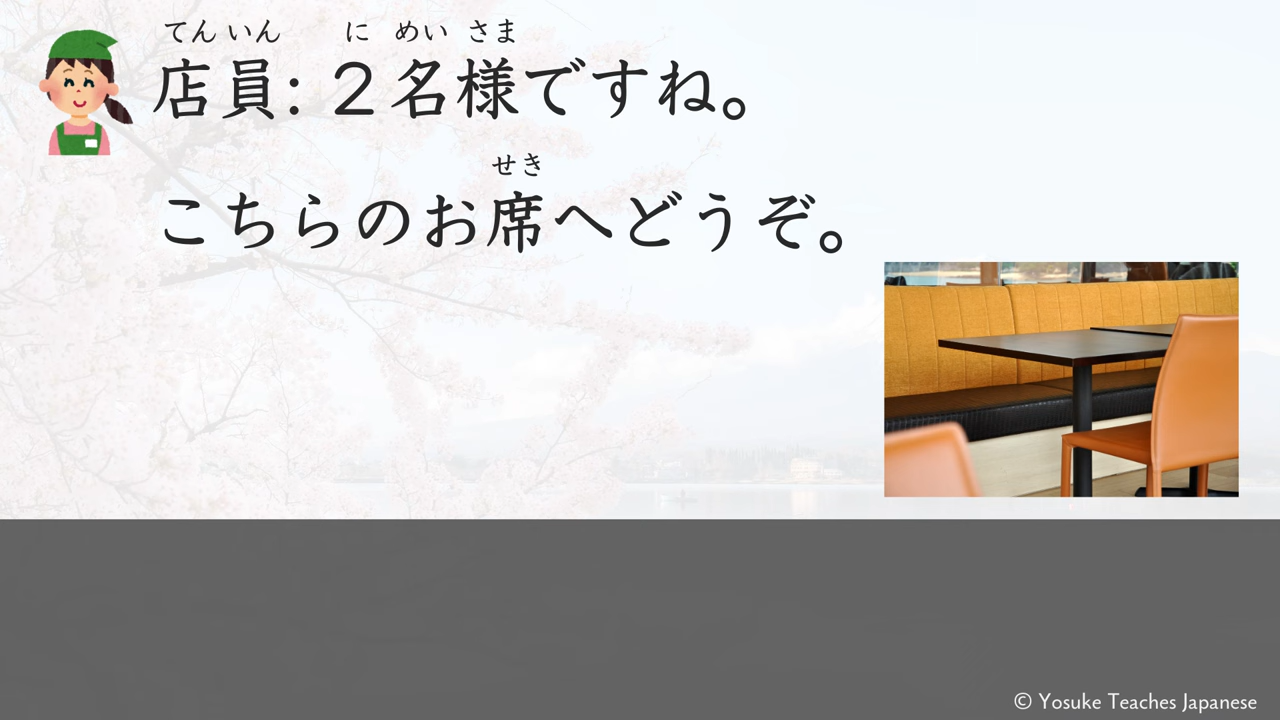 てんいん に めい さま
店員: ２名様ですね。
せき
こちらのお席へどうぞ。
© Yosuke Teaches Japanese